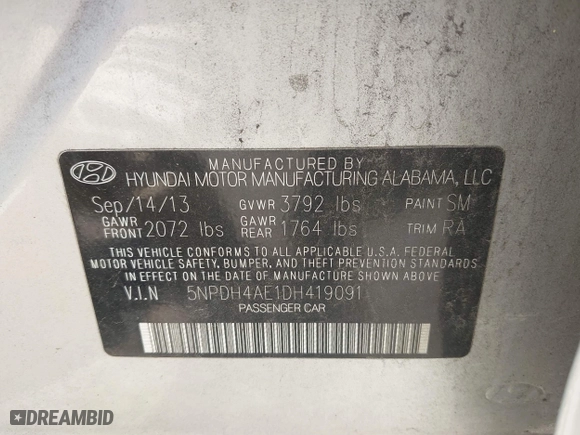 MANUFACTURED BY
HYUNDAI MOTOR MANUFACTURING ALABAMA, LLC
Sep/14/13 GVWR 3792 lbs PAINT SM
GAWR FRONT 2072 lbs GAWR REAR 1764 lbs TRIM RA
THIS VEHICLE CONFORMS TO ALL APPLICABLE U.S. FEDERAL
MOTOR VEHICLE SAFETY, BUMPER, AND THEFT PREVENTION STANDARDS
IN EFFECT ON THE DATE OF MANUFACTURE SHOWN ABOVE.
V.I.N 5NPDH4AE1DH419091
PASSENGER CAR
DREAMBID